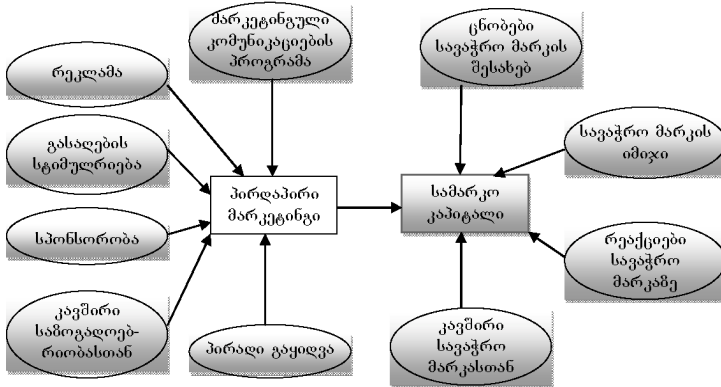 მარკეტინგული
კომუნიკაციების
პროგრამა
ცნობები
სავაჭრო მარკის
შესახებ
რეკლამა
სავაჭრო მარკის
იმიჯი
გასაღების
სტიმულრიება
პირდაპირი
მარკეტინგი
სამარკო
კაპიტალი
სპონსორობა
რეაქციები
სავაჭრო
მარკაზე
კავშირი
საზოგადოებ-
რიობასთან
პირადი გაყიდვა
კავშირი
სავაჭრო
მარკასთან